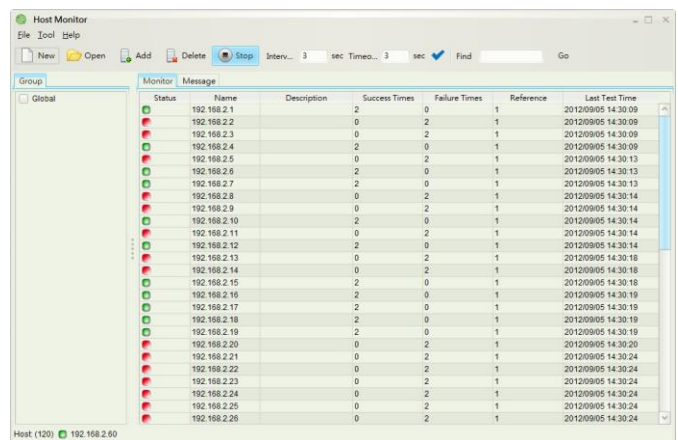 Host Monitor
File Tool Help
New Open Add Delete Stop Interv... 3 sec Timeo... 3 sec Find Go
Group Monitor Message
Global
Status Name Description Success Times Failure Times Reference Last Test Time
192.168.2.1 2 0 1 2012/09/05 14:30:09
192.168.2.2 0 2 1 2012/09/05 14:30:09
192.168.2.3 0 2 1 2012/09/05 14:30:09
192.168.2.4 2 0 1 2012/09/05 14:30:09
192.168.2.5 0 2 1 2012/09/05 14:30:13
192.168.2.6 2 0 1 2012/09/05 14:30:13
192.168.2.7 2 0 1 2012/09/05 14:30:13
192.168.2.8 0 2 1 2012/09/05 14:30:14
192.168.2.9 0 2 1 2012/09/05 14:30:14
192.168.2.10 2 0 1 2012/09/05 14:30:14
192.168.2.11 0 2 1 2012/09/05 14:30:14
192.168.2.12 2 0 1 2012/09/05 14:30:14
192.168.2.13 0 2 1 2012/09/05 14:30:18
192.168.2.14 0 2 1 2012/09/05 14:30:18
192.168.2.15 2 0 1 2012/09/05 14:30:18
192.168.2.16 2 0 1 2012/09/05 14:30:19
192.168.2.17 2 0 1 2012/09/05 14:30:19
192.168.2.18 2 0 1 2012/09/05 14:30:19
192.168.2.19 2 0 1 2012/09/05 14:30:19
192.168.2.20 0 2 1 2012/09/05 14:30:20
192.168.2.21 0 2 1 2012/09/05 14:30:24
192.168.2.22 0 2 1 2012/09/05 14:30:24
192.168.2.23 0 2 1 2012/09/05 14:30:24
192.168.2.24 0 2 1 2012/09/05 14:30:24
192.168.2.25 0 2 1 2012/09/05 14:30:24
192.168.2.26 0 2 1 2012/09/05 14:30:24
Host: (120) 192.168.2.60